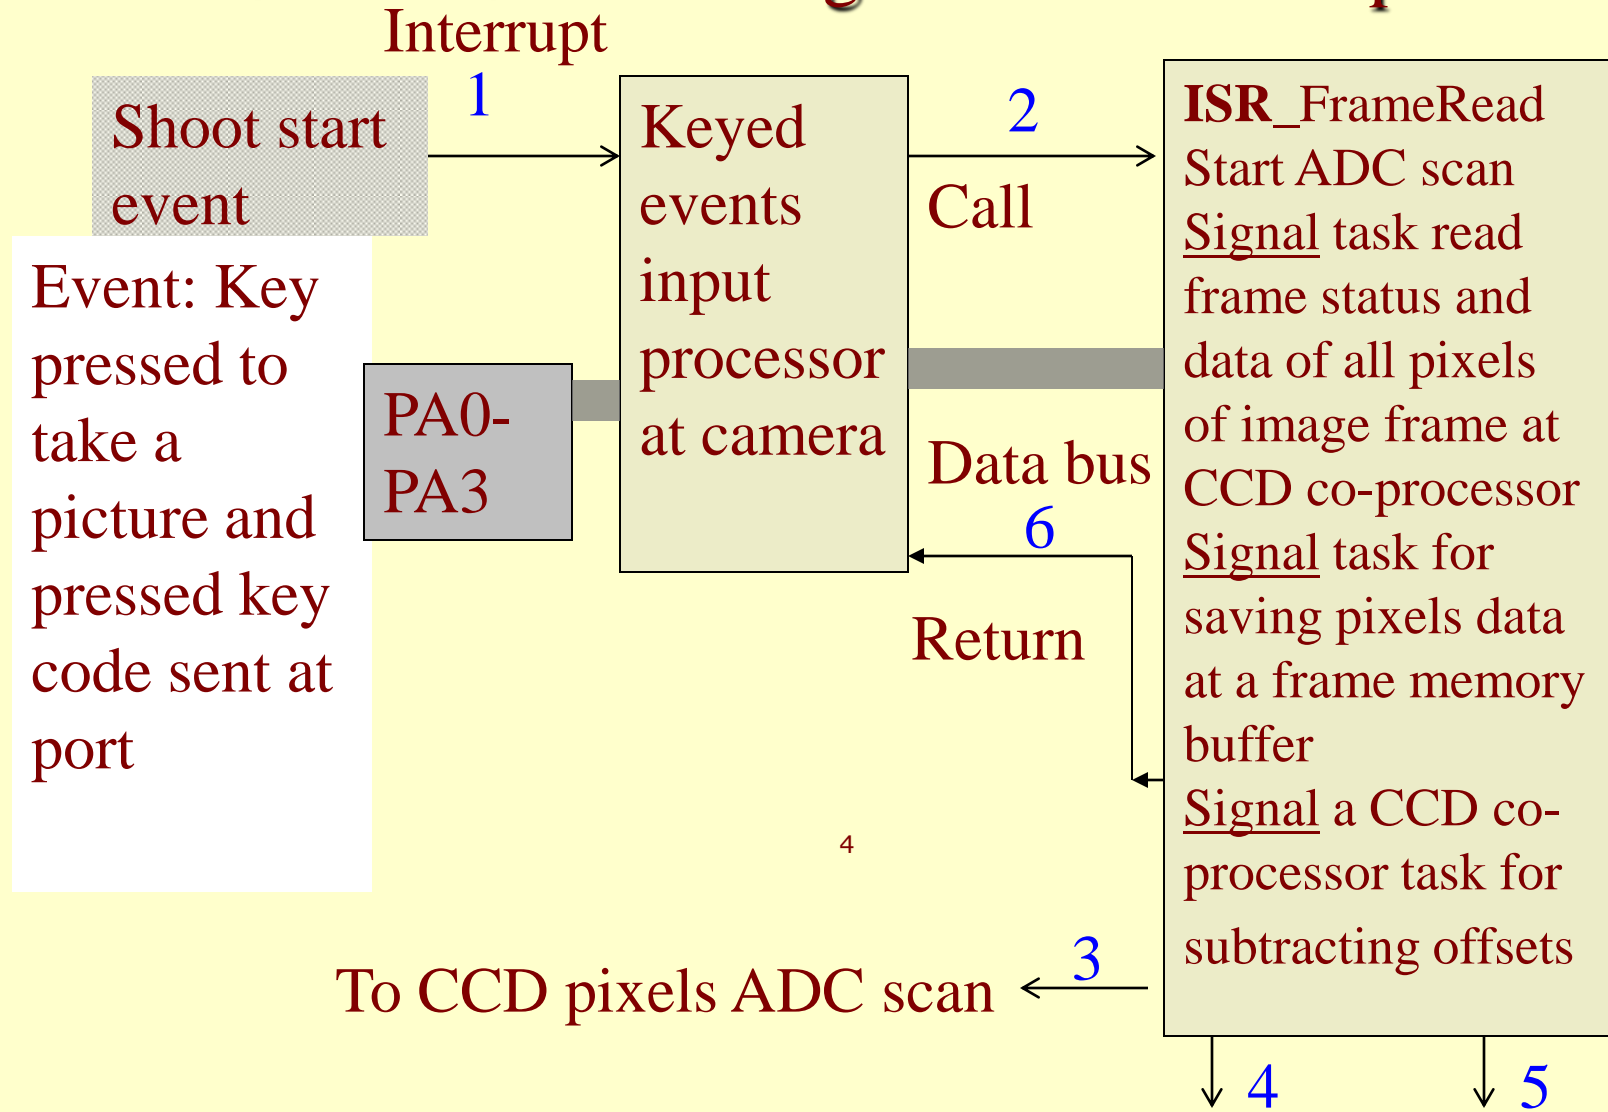 Interrupt
1
Shoot start
event
Event: Key
pressed to
take a
picture and
pressed key
code sent at
port
PA0-
PA3
Keyed
events
input
processor
at camera
2
Call
Data bus
6
Return
ISR_FrameRead
Start ADC scan
Signal task read
frame status and
data of all pixels
of image frame at
CCD co-processor
Signal task for
saving pixels data
at a frame memory
buffer
Signal a CCD co-
processor task for
subtracting offsets
4
To CCD pixels ADC scan
3
4
5